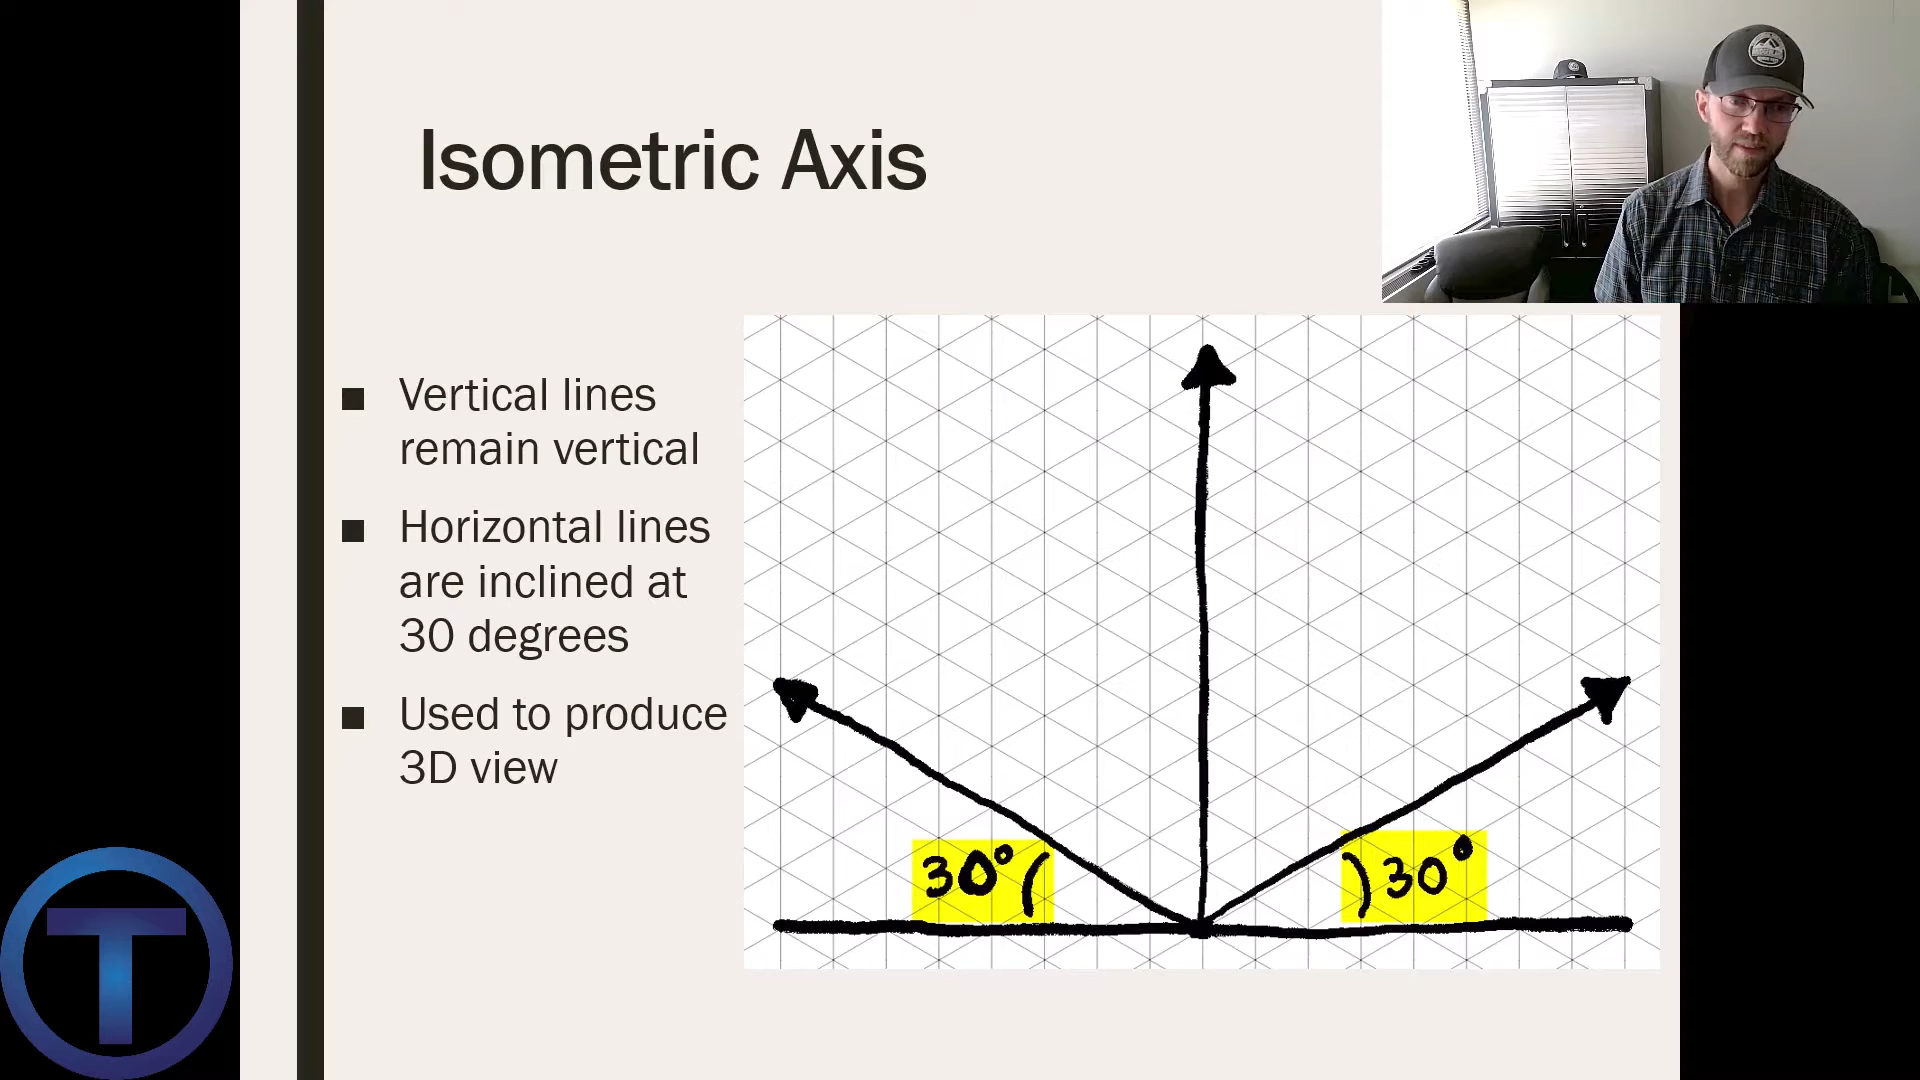 Isometric Axis
■ Vertical lines
remain vertical
■ Horizontal lines
are inclined at
30 degrees
■ Used to produce
3D view
30°
30°
T